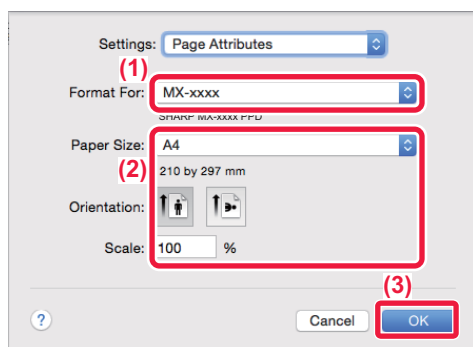 Settings: Page Attributes
(1)
Format For: MX-xxxx
SHARP MX-xxxx PPD
Paper Size: A4
(2) 210 by 297 mm
Orientation:
Scale: 100 %
(3)
? Cancel OK